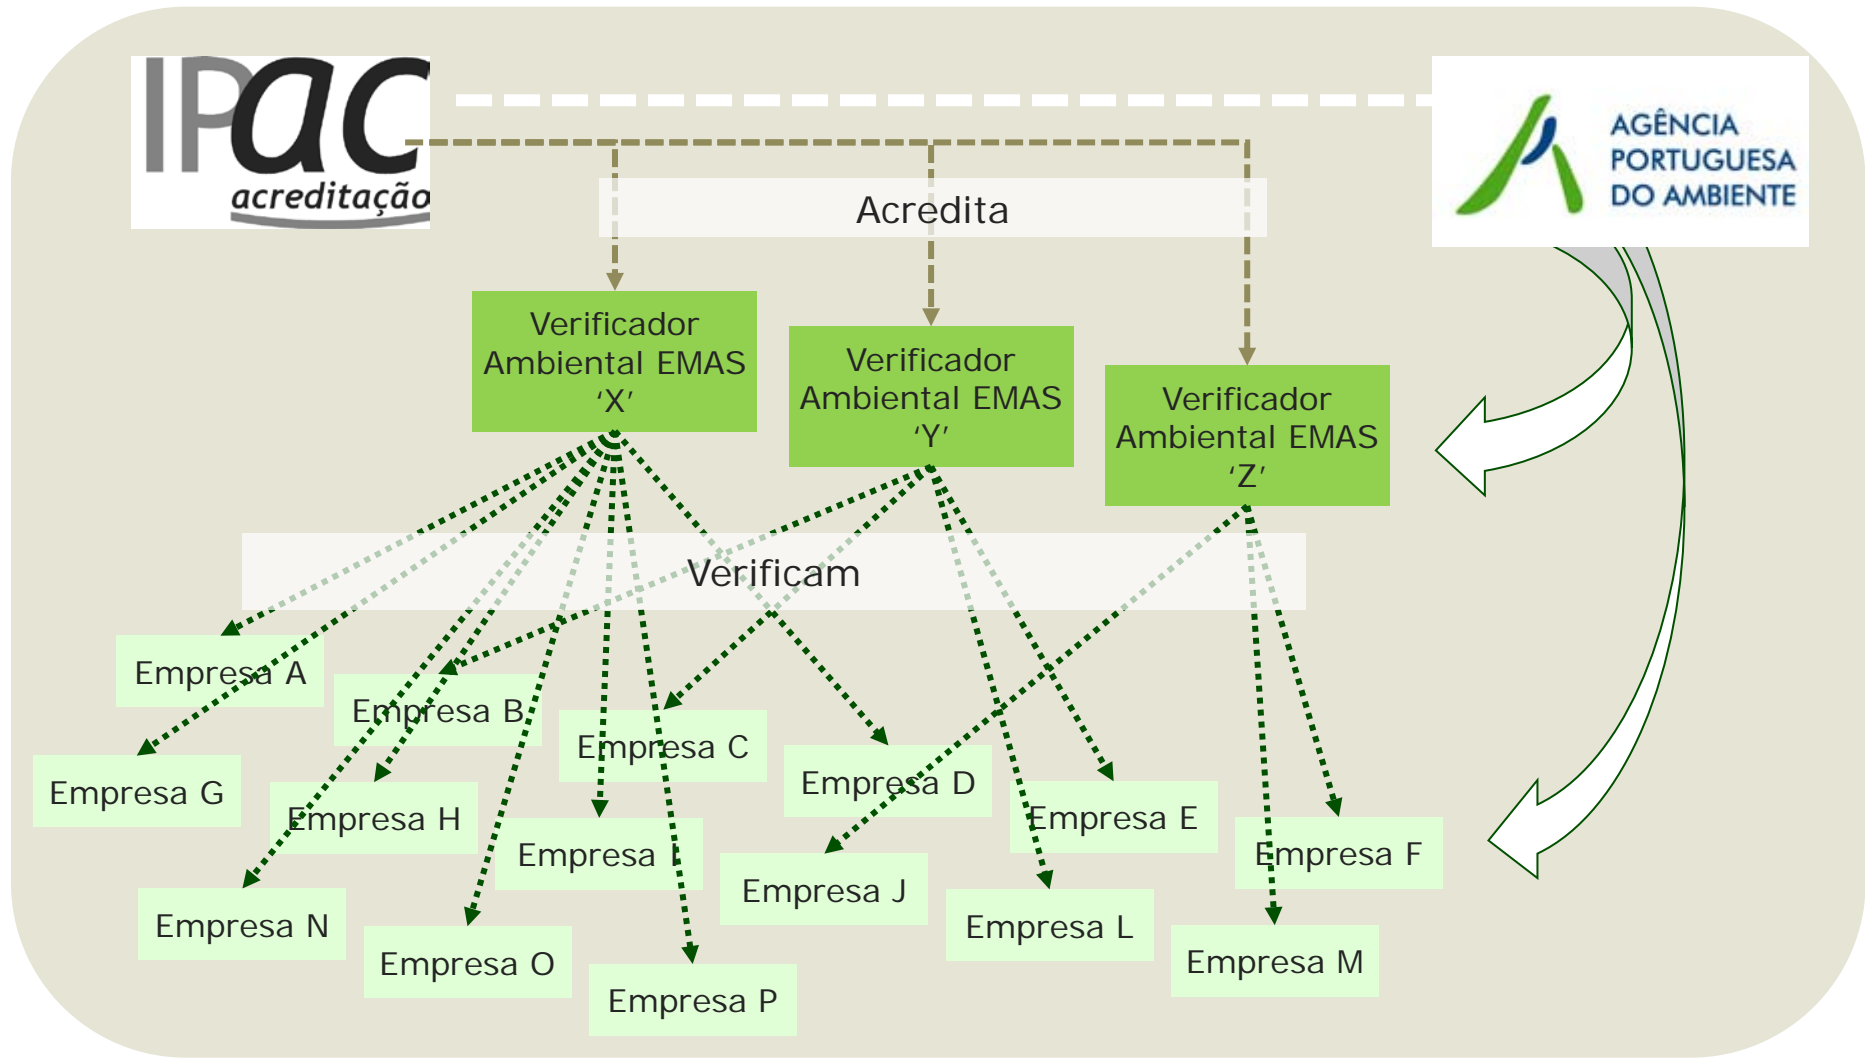 IPac
acreditação
AGÊNCIA
PORTUGUESA
DO AMBIENTE
Acredita
Verificador
Ambiental EMAS
‘X’
Verificador
Ambiental EMAS
‘Y’
Verificador
Ambiental EMAS
‘Z’
Verificam
Empresa A
Empresa B
Empresa C
Empresa D
Empresa E
Empresa F
Empresa G
Empresa H
Empresa I
Empresa J
Empresa L
Empresa M
Empresa N
Empresa O
Empresa P